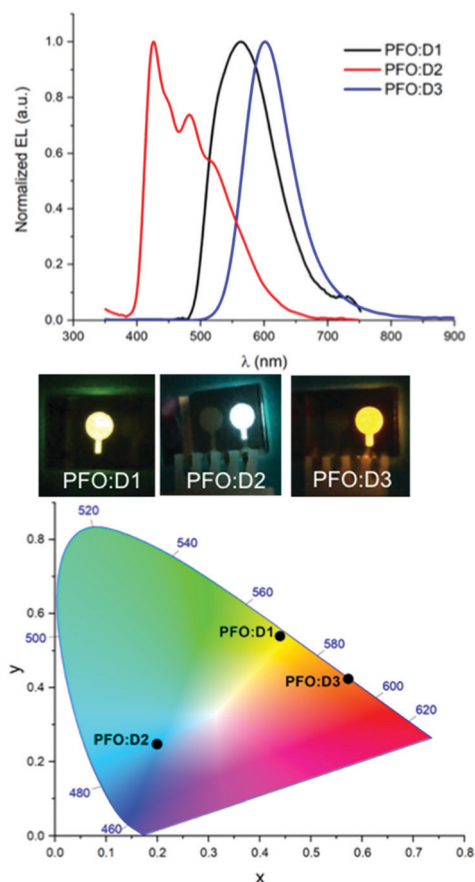 Normalized EL (a.u.)
1.0
0.8
0.6
0.4
0.2
0.0
PFO:D1
PFO:D2
PFO:D3
300 400 500 600 700 800 900
λ (nm)
PFO:D1 PFO:D2 PFO:D3
y
0.8
0.6
0.4
0.2
0.0
520
540
560
500
PFO:D1
580
PFO:D3
600
620
PFO:D2
480
460
0.0 0.1 0.2 0.3 0.4 0.5 0.6 0.7 0.8
x